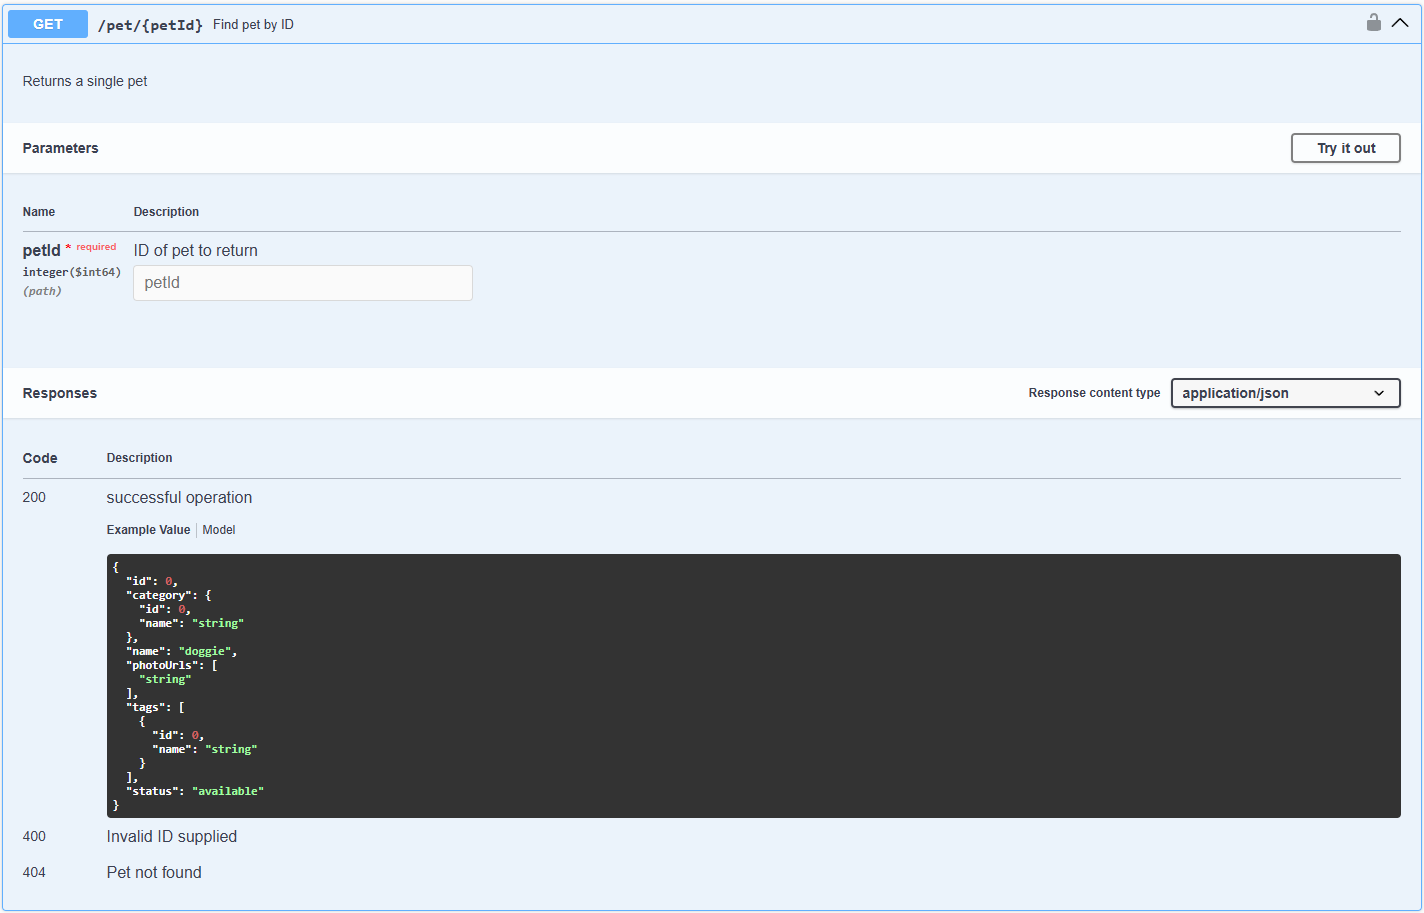 GET /pet/{petId} Find pet by ID
Returns a single pet
Parameters Try it out
Name Description
petId * required ID of pet to return
integer($int64) petId
(path)
Responses Response content type application/json
Code Description
200 successful operation
Example Value Model
{
  "id": 0,
  "category": {
    "id": 0,
    "name": "string"
  },
  "name": "doggie",
  "photoUrls": [
    "string"
  ],
  "tags": [
    {
      "id": 0,
      "name": "string"
    }
  ],
  "status": "available"
}
400 Invalid ID supplied
404 Pet not found